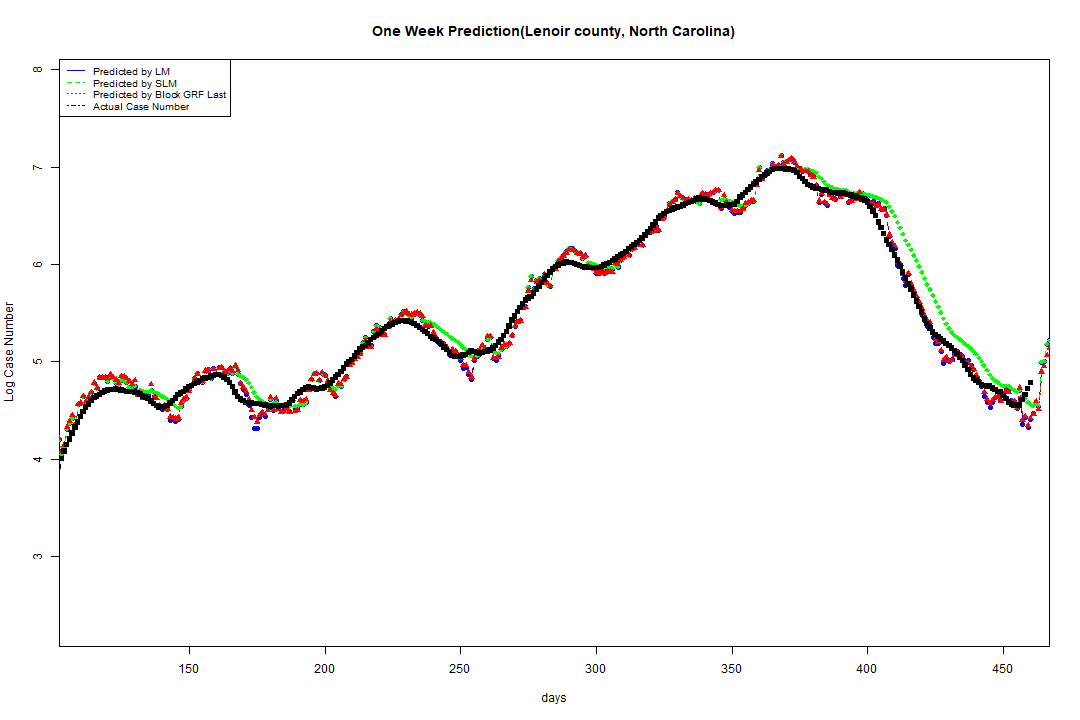 One Week Prediction(Lenoir county, North Carolina)
Predicted by LM
Predicted by SLM
Predicted by Block GRF Last
Actual Case Number
8
7
6
5
4
3
Log Case Number
150 200 250 300 350 400 450
days